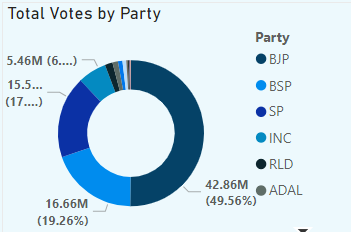 Total Votes by Party
Party
BJP
BSP
SP
INC
RLD
ADAL
5.46M (6....)
15.5...
(17....)
16.66M
(19.26%)
42.86M
(49.56%)